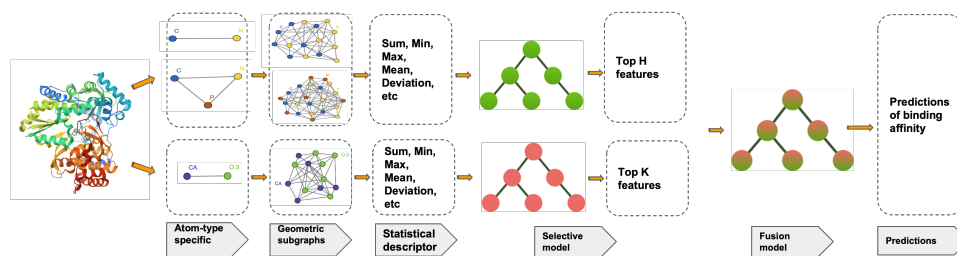 C N
C N
P
Sum, Min,
Max,
Mean,
Deviation,
etc
Top H
features
CA O.3
CA
O.3
Sum, Min,
Max,
Mean,
Deviation,
etc
Top K
features
Predictions
of binding
affinity
Atom-type
specific
Geometric
subgraphs
Statistical
descriptor
Selective
model
Fusion
model
Predictions